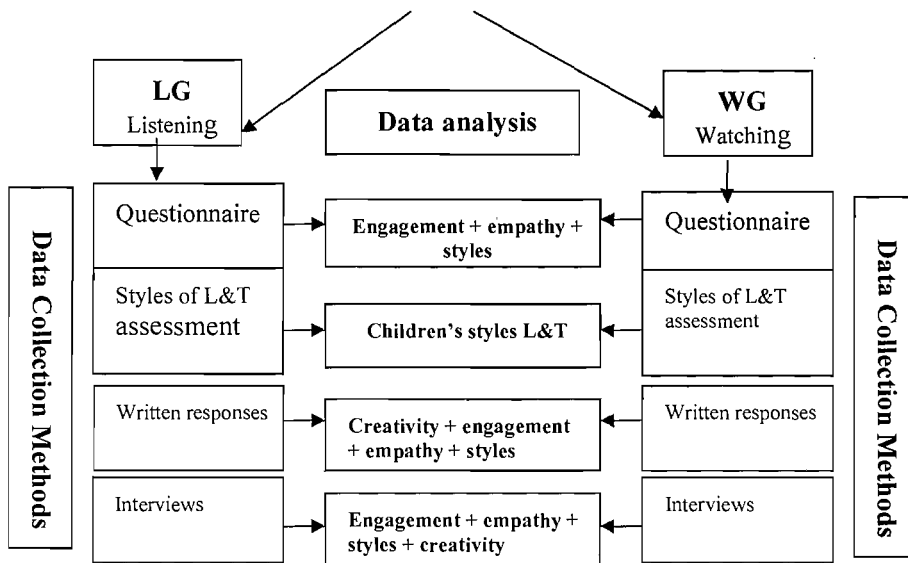 LG
Listening
Data analysis
WG
Watching
Data Collection Methods
Questionnaire
Engagement + empathy +
styles
Questionnaire
Data Collection Methods
Styles of L&T
assessment
Children's styles L&T
Styles of L&T
assessment
Written responses
Creativity + engagement
+ empathy + styles
Written responses
Interviews
Engagement + empathy +
styles + creativity
Interviews